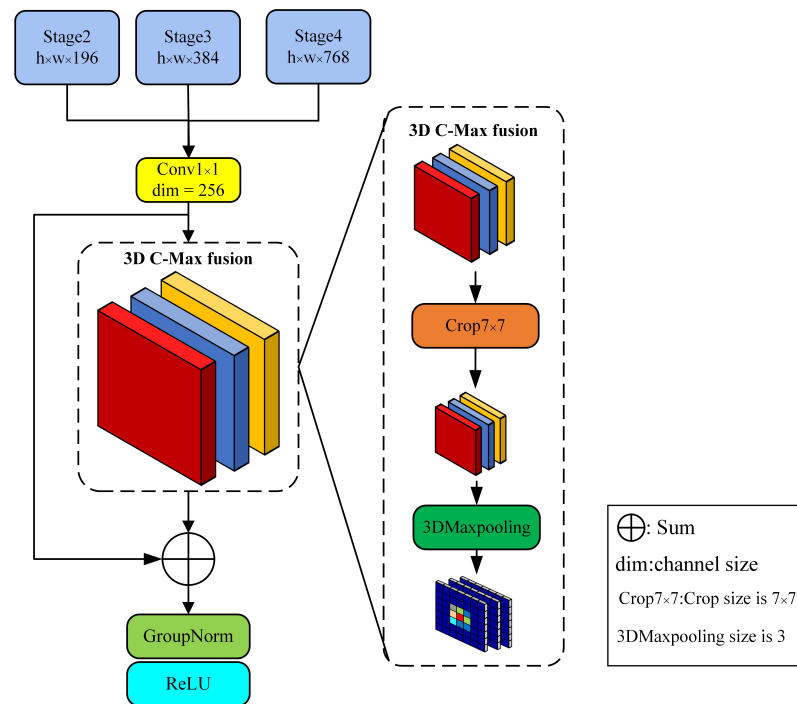 Stage2
h×w×196
Stage3
h×w×384
Stage4
h×w×768
Conv1×1
dim = 256
3D C-Max fusion
GroupNorm
ReLU
3D C-Max fusion
Crop7×7
3DMaxpooling
: Sum
dim:channel size
Crop7×7:Crop size is 7×7
3DMaxpooling size is 3